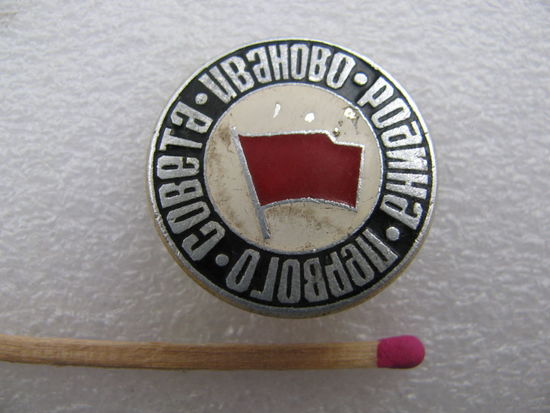 ИВАНОВО · РОДИНА · ПЕРВОГО · СОВЕТА ·